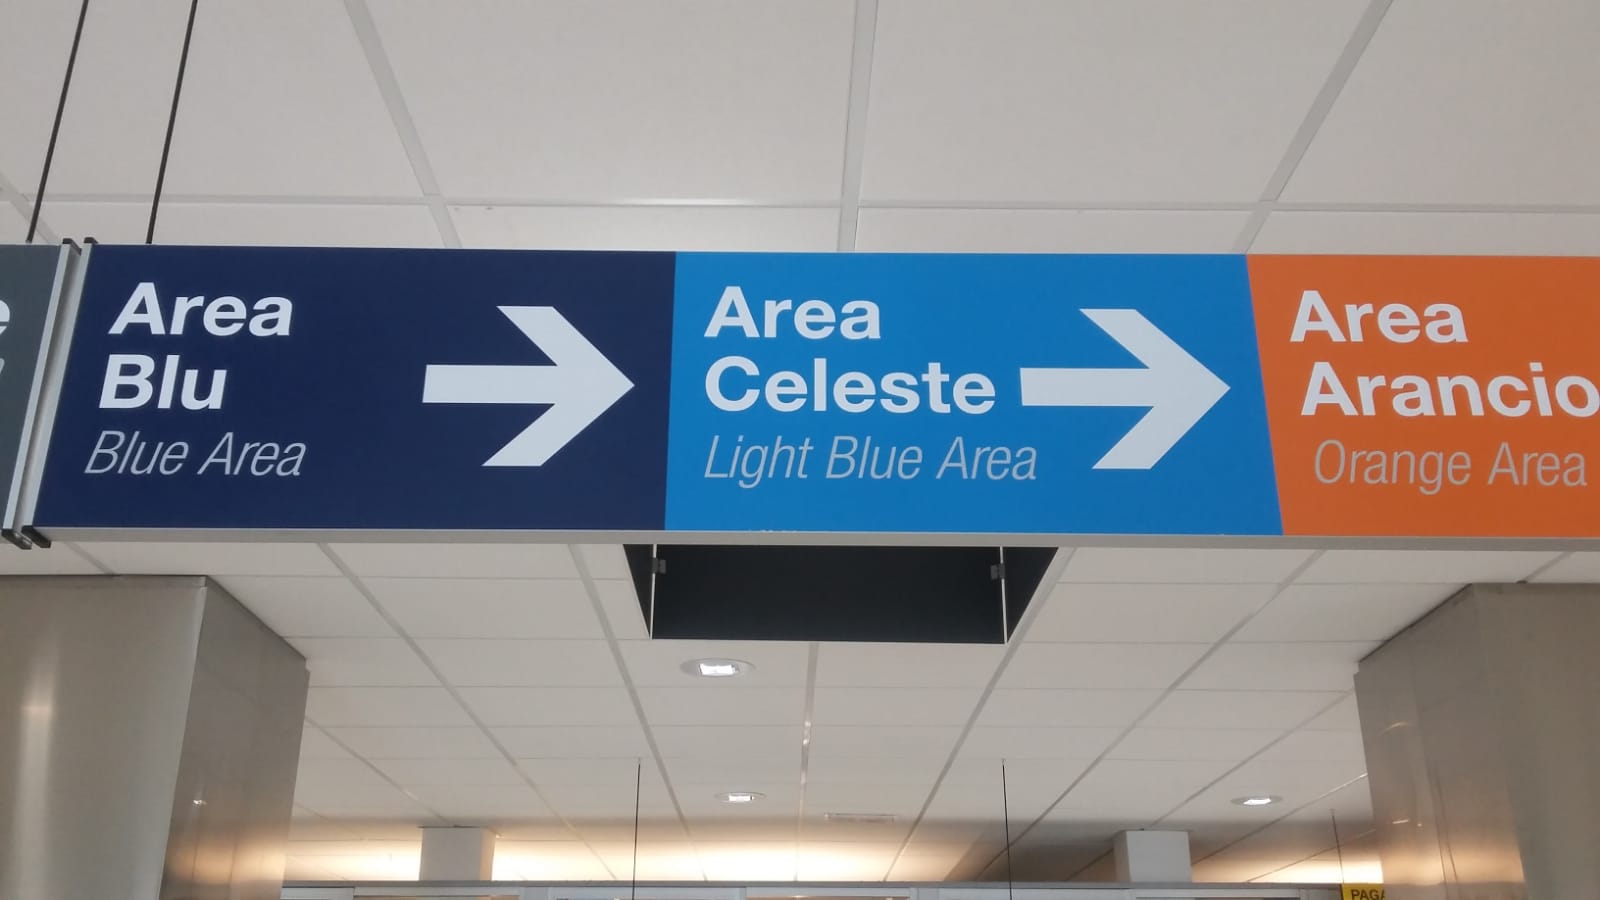 Area
Blu
Blue Area
Area
Celeste
Light Blue Area
Area
Arancio
Orange Area